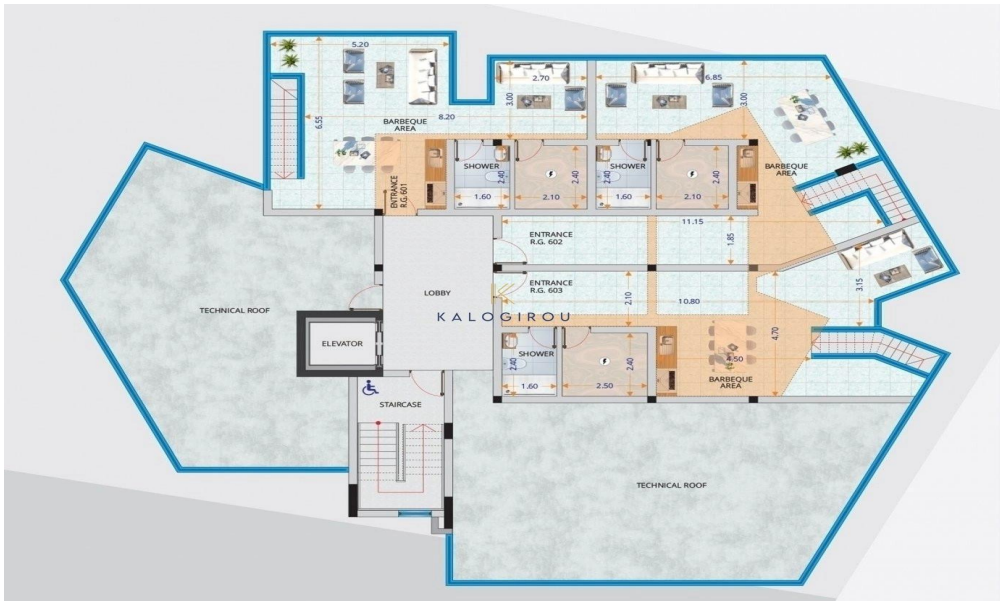 5.20
2.70
6.85
3.00
3.00
6.55
8.20
BARBEQUE
AREA
BARBEQUE
AREA
ENTRANCE
R.G. 601
SHOWER
2.40
1.60
2.40
2.10
SHOWER
2.40
1.60
2.40
2.10
11.15
1.85
ENTRANCE
R.G. 602
ENTRANCE
R.G. 603
LOBBY
2.10
10.80
3.15
4.70
KALOGIROU
TECHNICAL ROOF
ELEVATOR
SHOWER
2.40
1.60
2.40
2.50
4.50
BARBEQUE
AREA
STAIRCASE
TECHNICAL ROOF